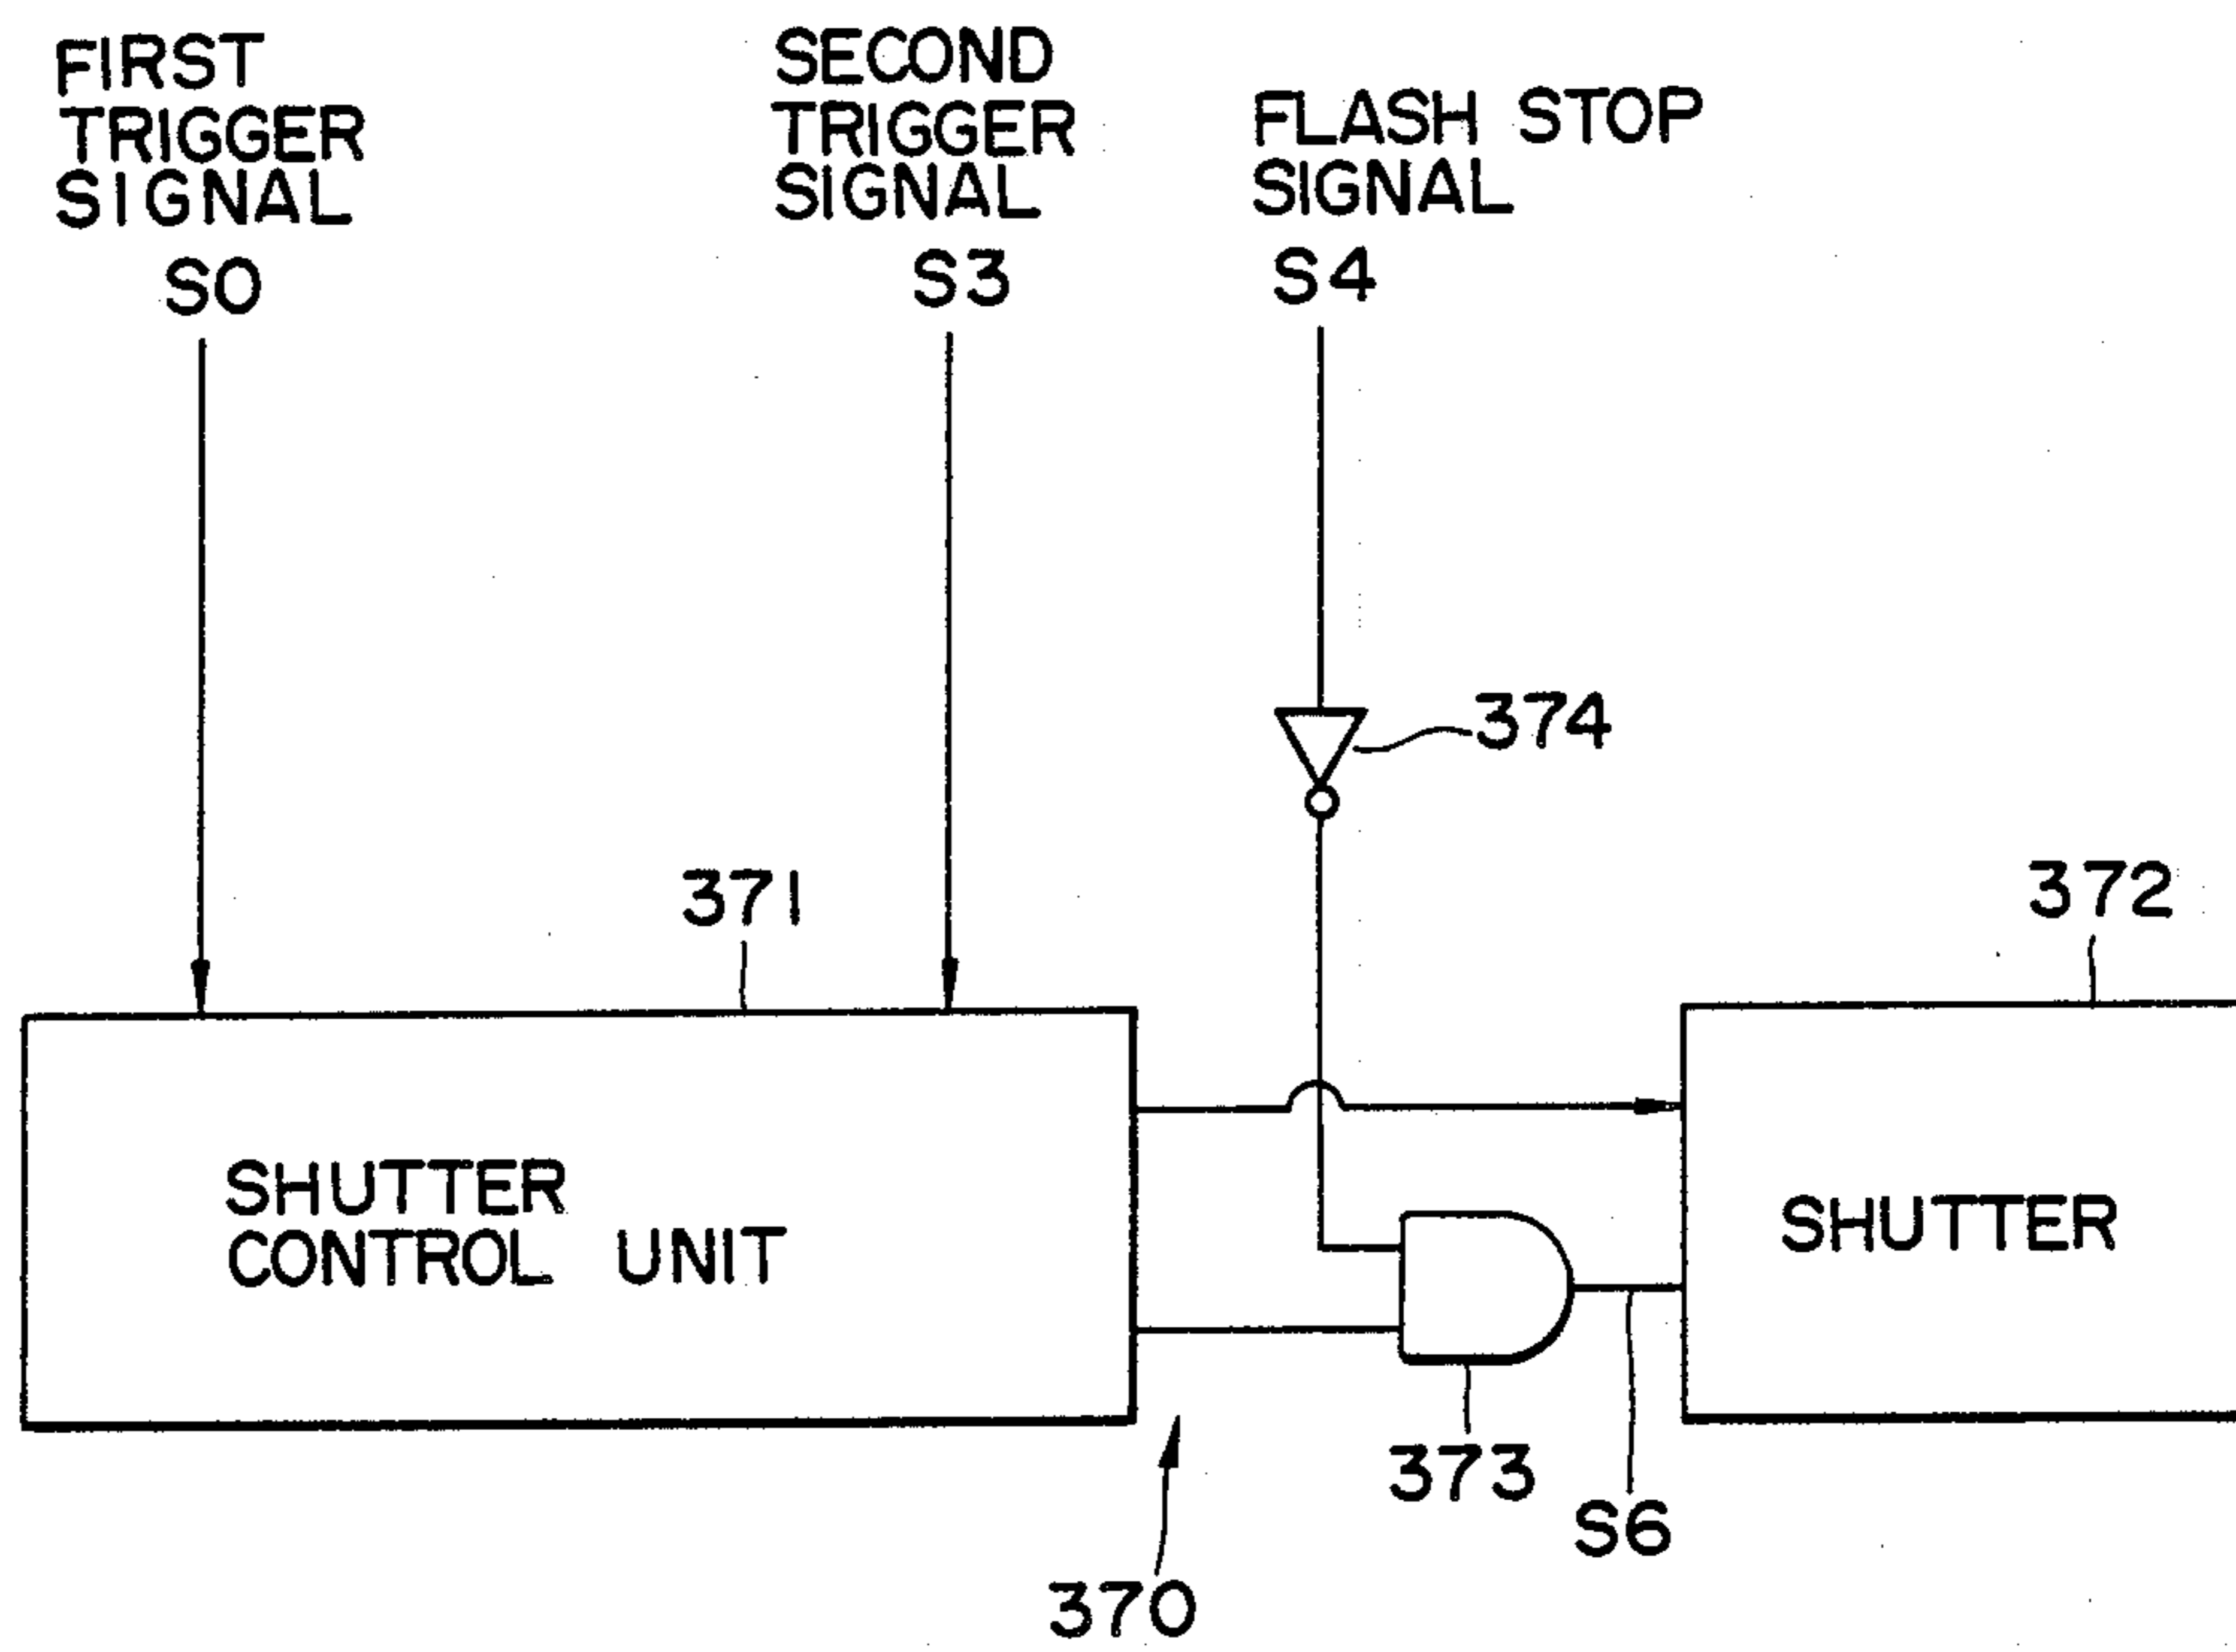 FIRST
TRIGGER
SIGNAL
S0
SECOND
TRIGGER
SIGNAL
S3
FLASH STOP
SIGNAL
S4
374
371
372
SHUTTER
CONTROL UNIT
SHUTTER
373
S6
370